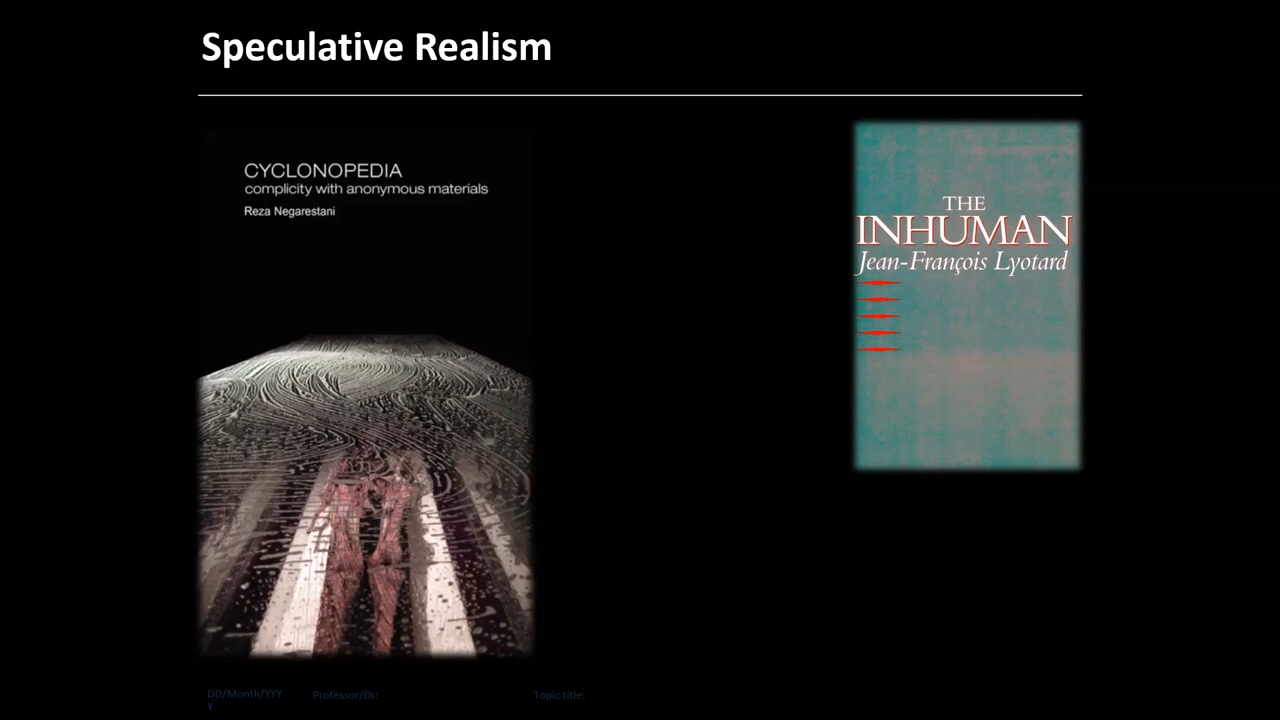 Speculative Realism
CYCLONOPEDIA
complicity with anonymous materials
Reza Negarestani
THE
INHUMAN
Jean-François Lyotard
DD/Month/YYY
Y
Professor/Dr:
Topic title: